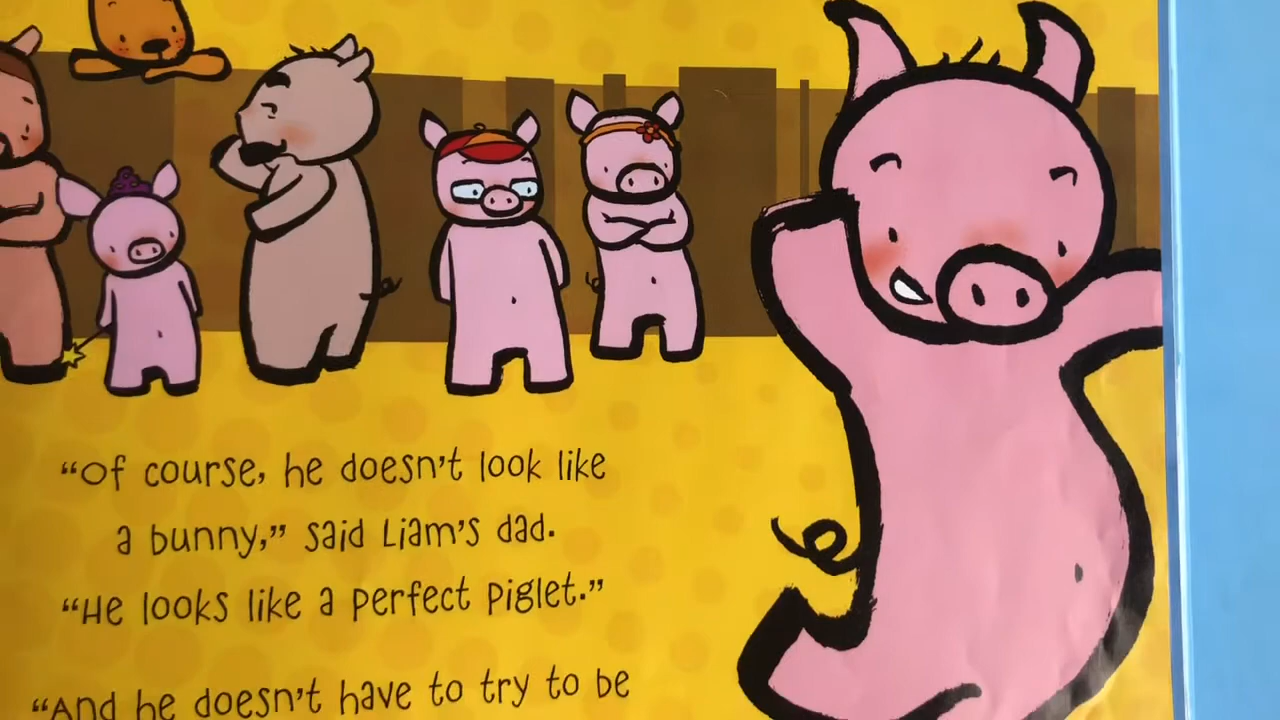 “Of course, he doesn’t look like
a bunny,” said Liam’s dad.
“He looks like a perfect piglet.”
“And he doesn’t have to try to be